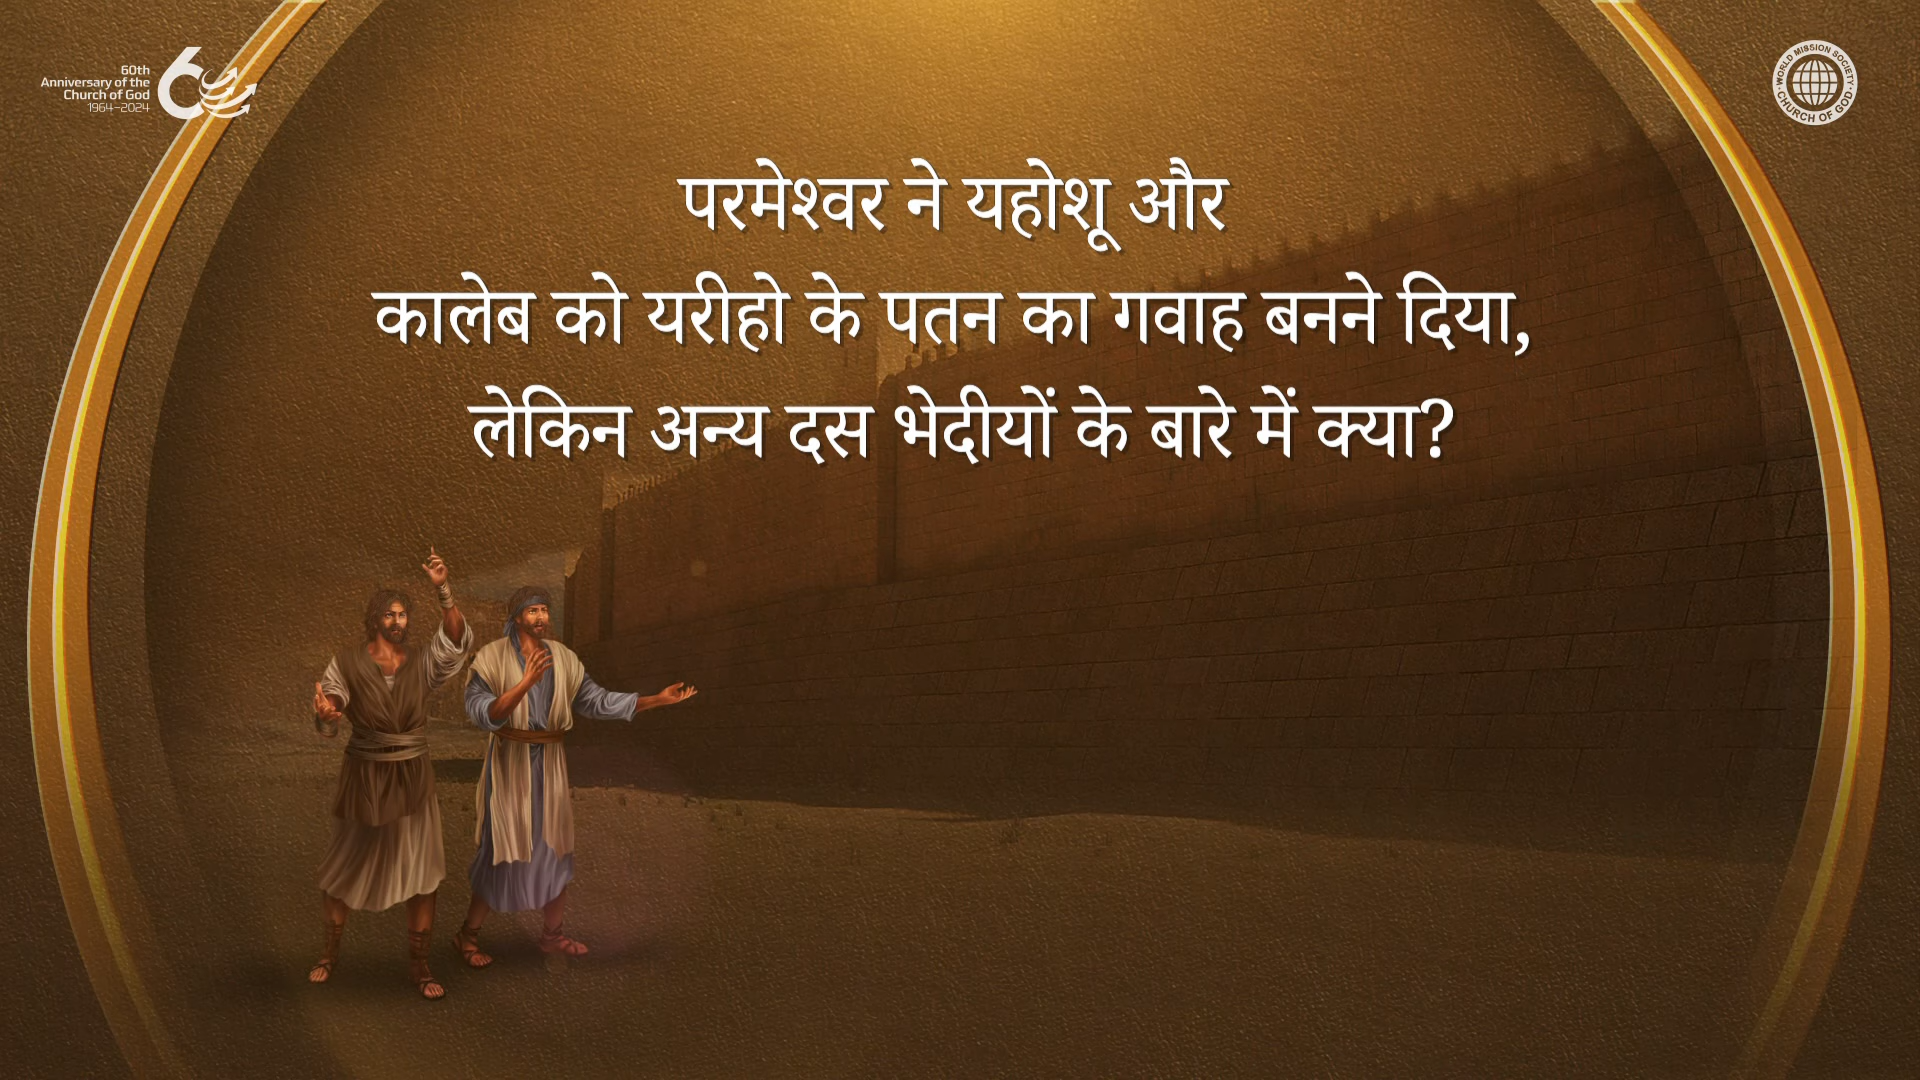 60th
Anniversary of the
Church of God
1964–2024
60
WORLD MISSION SOCIETY
CHURCH OF GOD
परमेश्वर ने यहोशू और
कालेब को यरीहो के पतन का गवाह बनने दिया,
लेकिन अन्य दस भेदीयों के बारे में क्या?